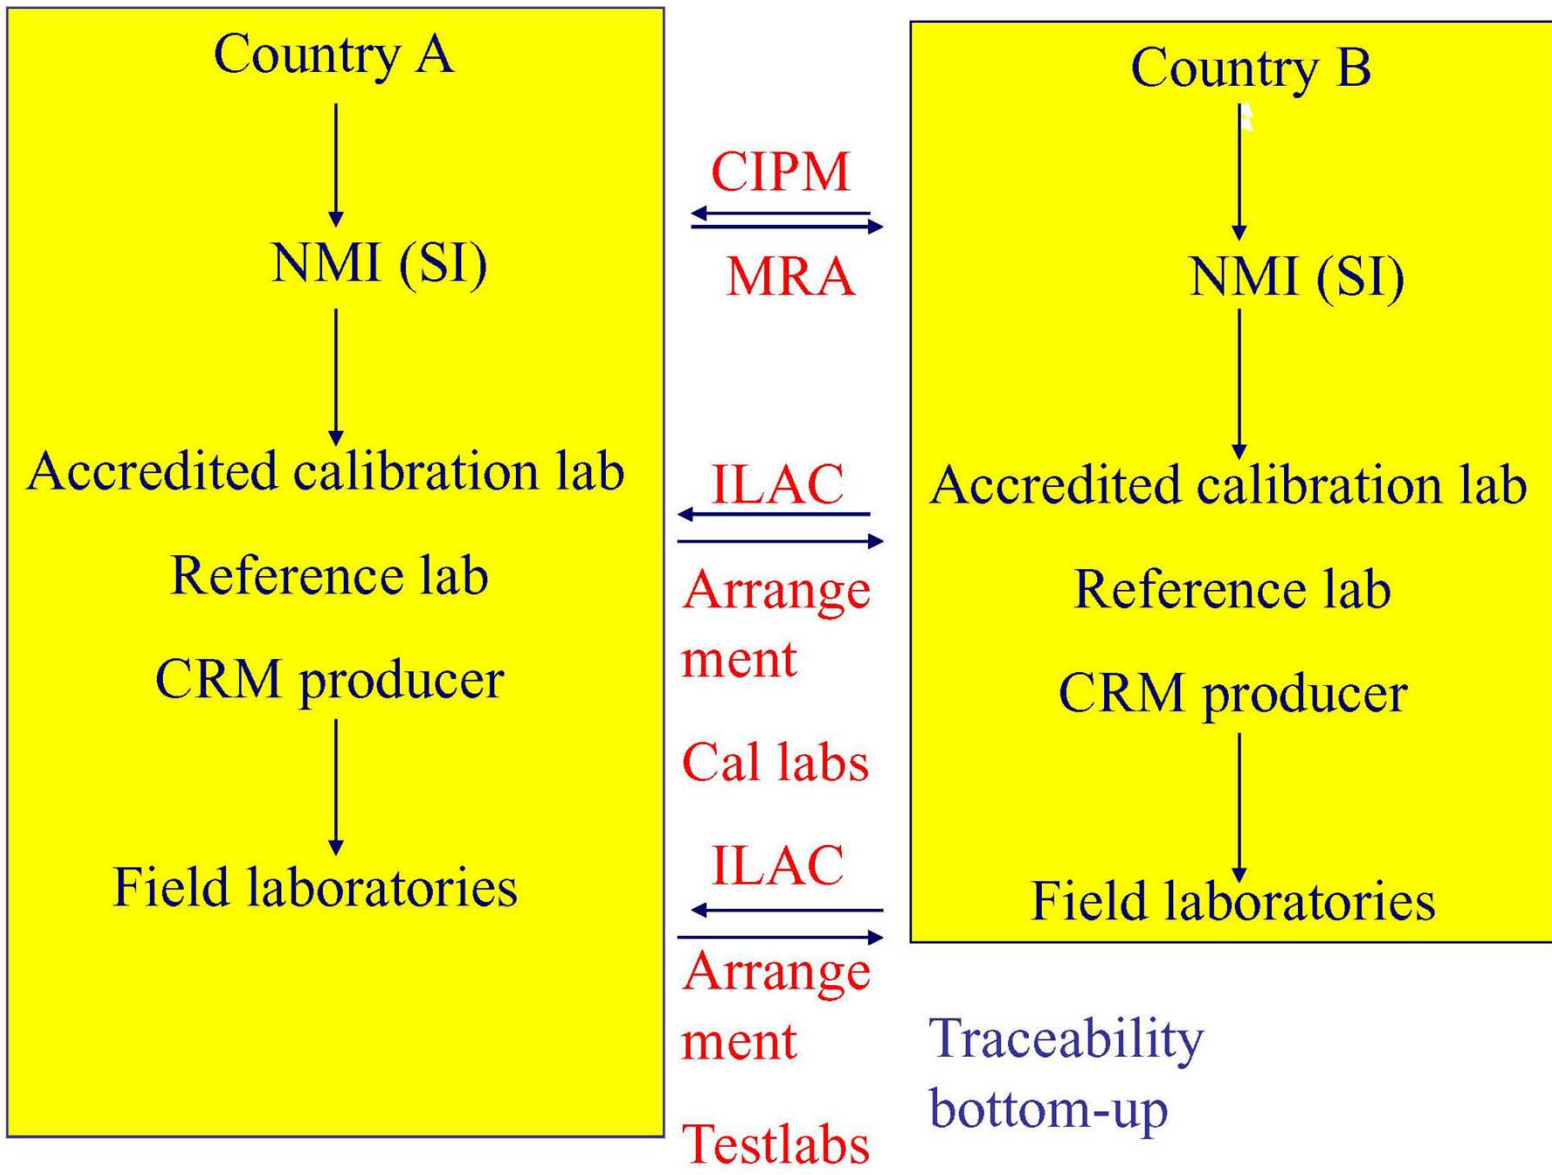 Country A
NMI (SI)
Accredited calibration lab
Reference lab
CRM producer
Field laboratories
CIPM
MRA
ILAC
Arrange
ment
Cal labs
ILAC
Arrange
ment
Testlabs
Country B
NMI (SI)
Accredited calibration lab
Reference lab
CRM producer
Field laboratories
Traceability
bottom-up